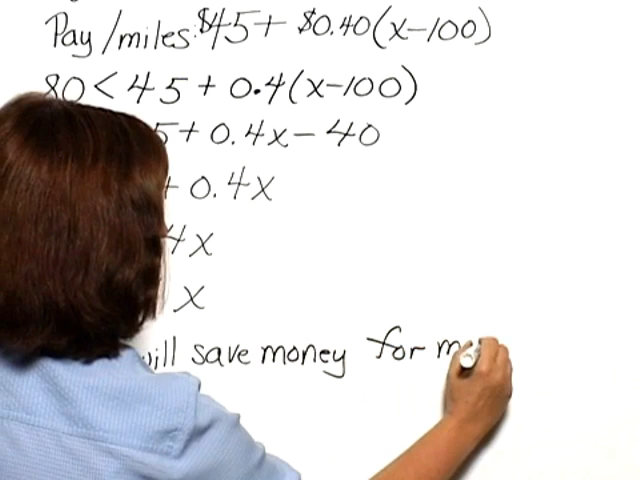 Pay/miles: $45 + $0.40(x-100)
80 < 45 + 0.4(x-100)
5 + 0.4x - 40
+ 0.4x
4x
x
will save money for m